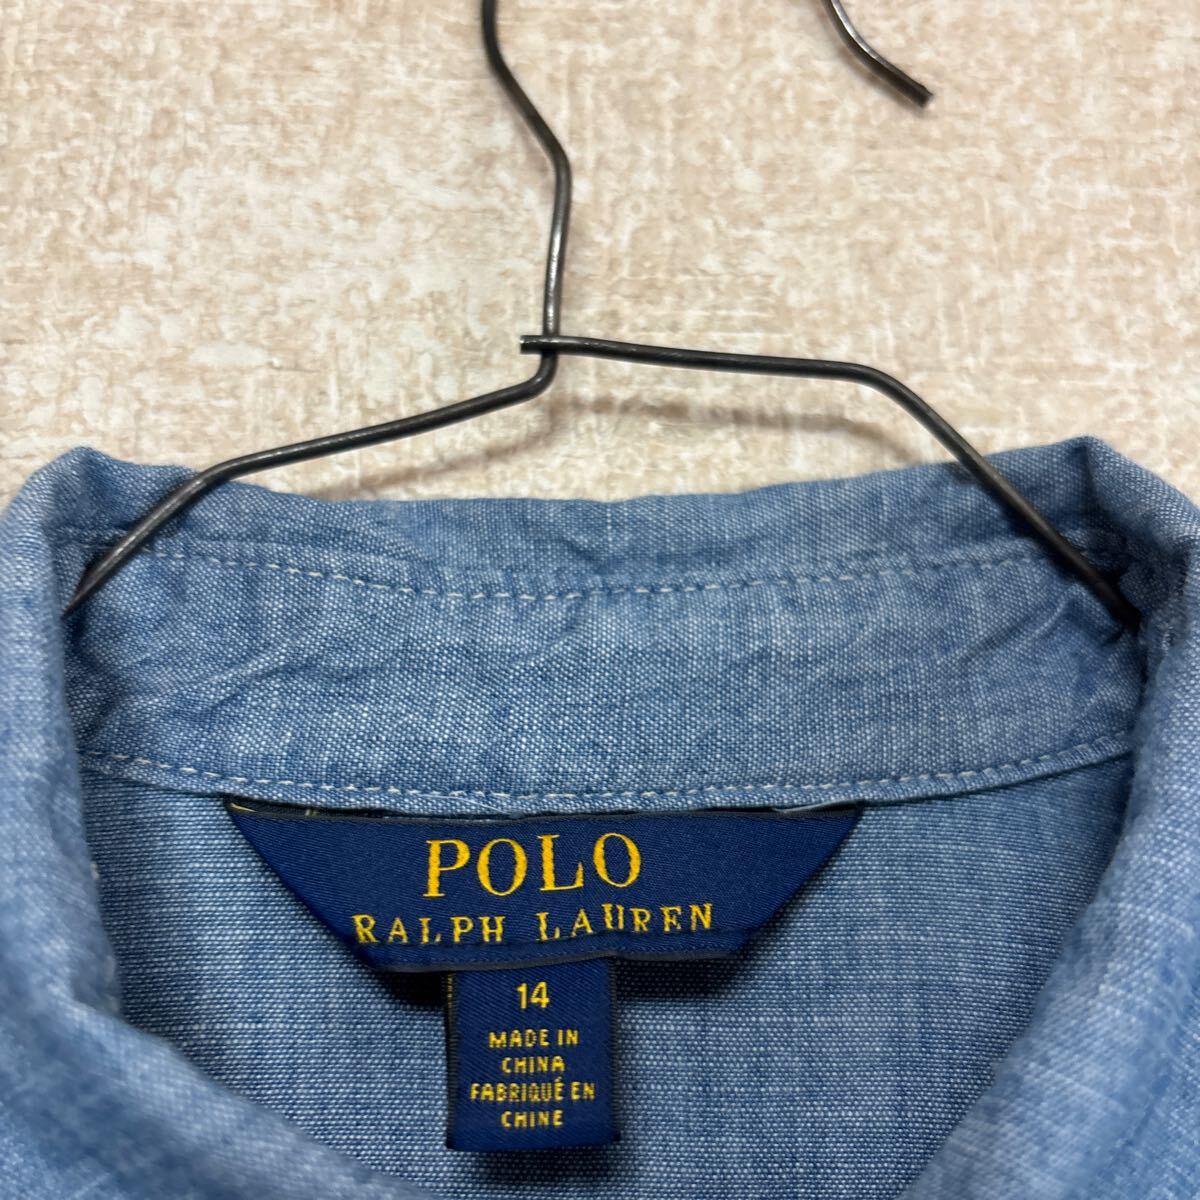 POLO
RALPH LAUREN
14
MADE IN
CHINA
FABRIQUÉ EN
CHINE